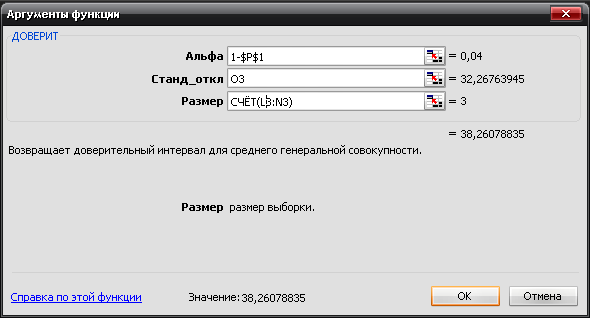 Аргументы функции
ДОВЕРИТ
Альфа 1-$P$1 = 0,04
Станд_откл O3 = 32,26763945
Размер СЧЁТ(L3:N3) = 3
= 38,26078835
Возвращает доверительный интервал для среднего генеральной совокупности.
Размер размер выборки.
Справка по этой функции Значение: 38,26078835 ОК Отмена